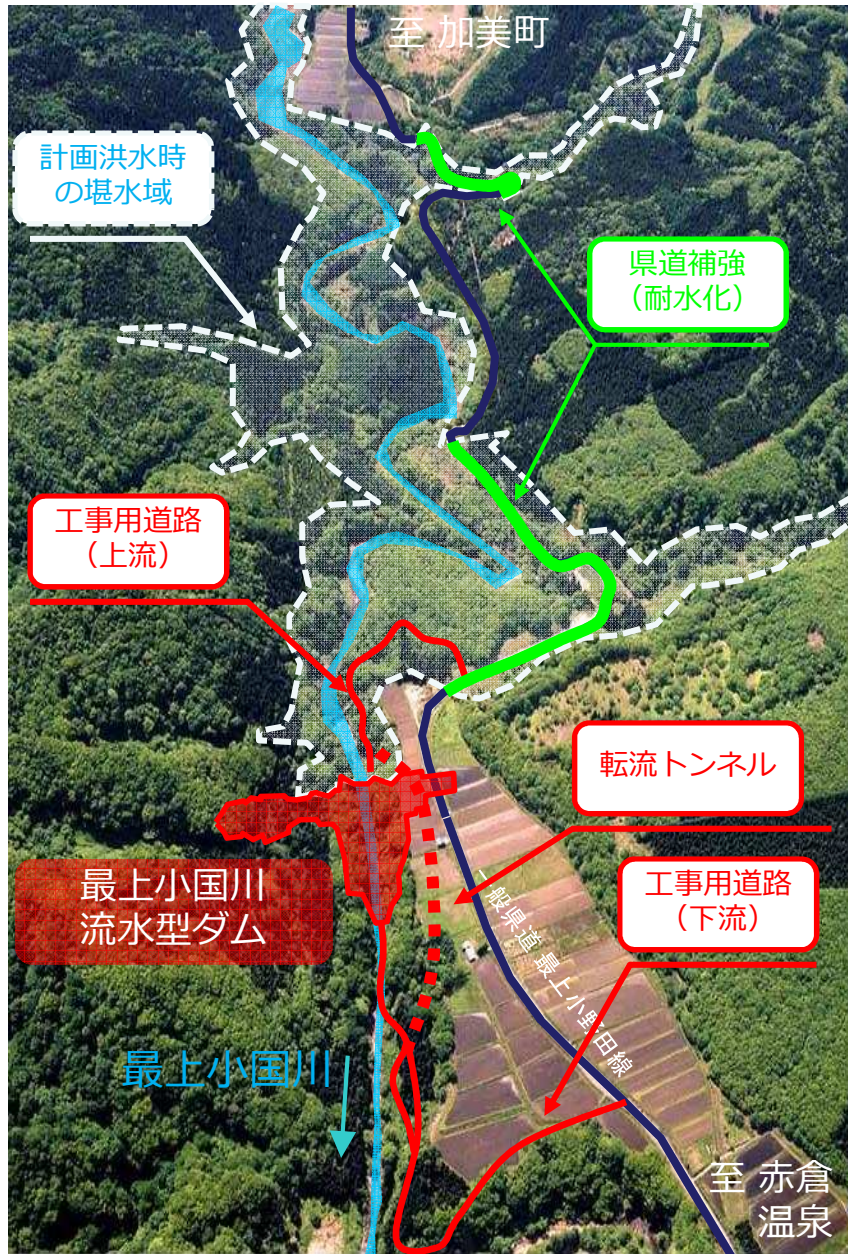 至 加美町
計画洪水時
の堪水域
県道補強
（耐水化）
工事用道路
（上流）
転流トンネル
最上小国川
流水型ダム
工事用道路
（下流）
一般県道 最上小野田線
最上小国川
至 赤倉
温泉